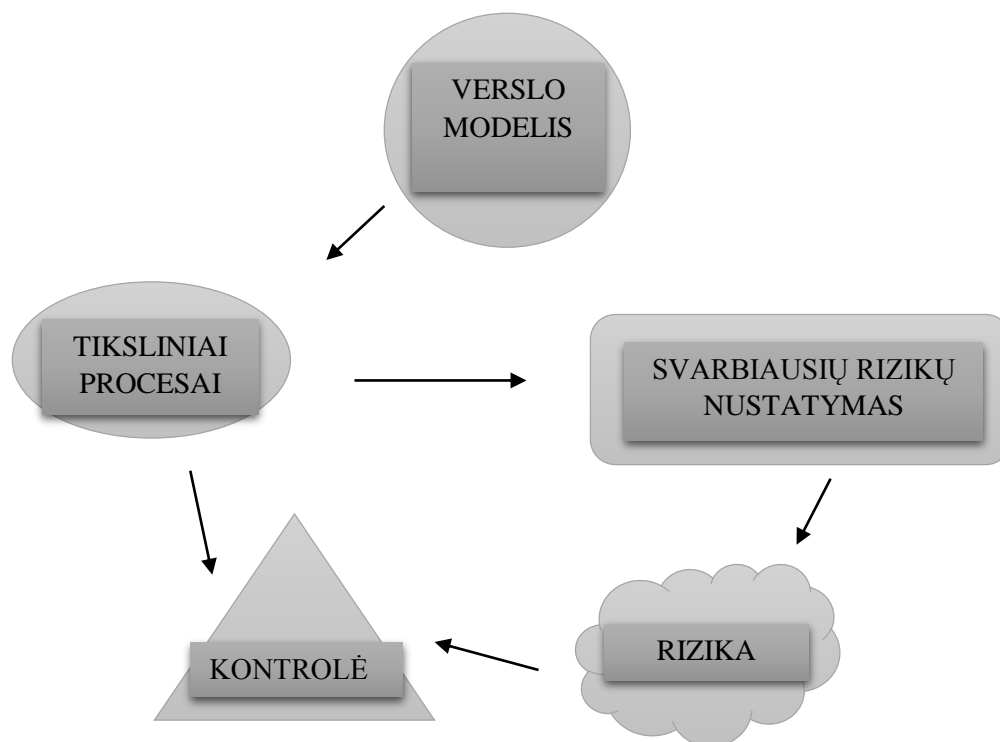 VERSLO
MODELIS
TIKSLINIAI
PROCESAI
SVARBIAUSIŲ RIZIKŲ
NUSTATYMAS
KONTROLĖ
RIZIKA